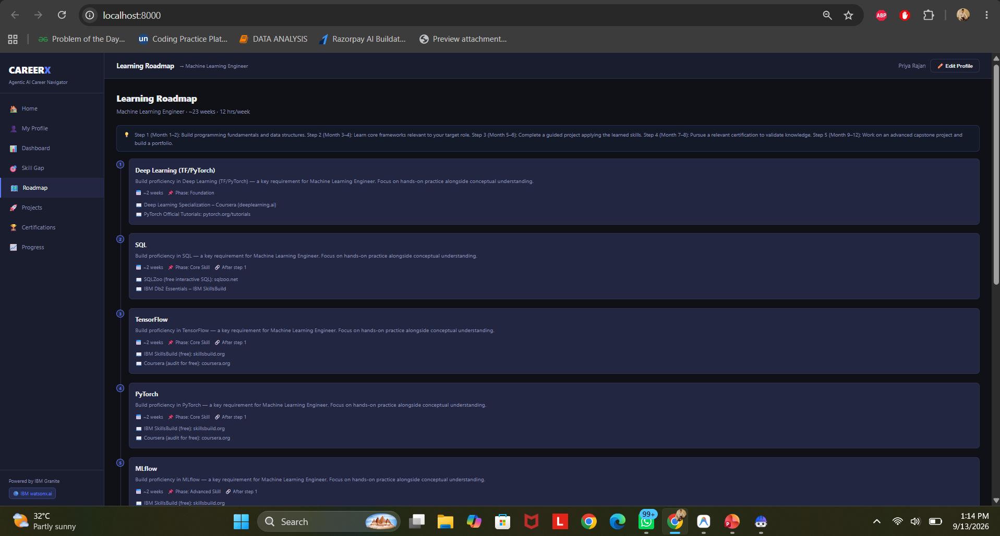 localhost:8000
ABP
Problem of the Day...
un Coding Practice Plat...
DATA ANALYSIS
Razorpay AI Buildat...
Preview attachment...
CAREERX
Agentic AI Career Navigator
Home
My Profile
Dashboard
Skill Gap
Roadmap
Projects
Certifications
Progress
Powered by IBM Granite
IBM watsonx.ai
Learning Roadmap → Machine Learning Engineer
Priya Rajan
Edit Profile
Learning Roadmap
Machine Learning Engineer · ~23 weeks · 12 hrs/week
Step 1 (Month 1–2): Build programming fundamentals and data structures. Step 2 (Month 3–4): Learn core frameworks relevant to your target role. Step 3 (Month 5–6): Complete a guided project applying the learned skills. Step 4 (Month 7–8): Pursue a relevant certification to validate knowledge. Step 5 (Month 9–12): Work on an advanced capstone project and
build a portfolio.
1
Deep Learning (TF/PyTorch)
Build proficiency in Deep Learning (TF/PyTorch) — a key requirement for Machine Learning Engineer. Focus on hands-on practice alongside conceptual understanding.
~2 weeks Phase: Foundation
Deep Learning Specialization – Coursera (deeplearning.ai)
PyTorch Official Tutorials: pytorch.org/tutorials
2
SQL
Build proficiency in SQL — a key requirement for Machine Learning Engineer. Focus on hands-on practice alongside conceptual understanding.
~2 weeks Phase: Core Skill After step 1
SQLZoo (free interactive SQL): sqlzoo.net
IBM Db2 Essentials – IBM SkillsBuild
3
TensorFlow
Build proficiency in TensorFlow — a key requirement for Machine Learning Engineer. Focus on hands-on practice alongside conceptual understanding.
~2 weeks Phase: Core Skill After step 1
IBM SkillsBuild (free): skillsbuild.org
Coursera (audit for free): coursera.org
4
PyTorch
Build proficiency in PyTorch — a key requirement for Machine Learning Engineer. Focus on hands-on practice alongside conceptual understanding.
~2 weeks Phase: Core Skill After step 1
IBM SkillsBuild (free): skillsbuild.org
Coursera (audit for free): coursera.org
5
MLflow
Build proficiency in MLflow — a key requirement for Machine Learning Engineer. Focus on hands-on practice alongside conceptual understanding.
~2 weeks Phase: Advanced Skill After step 1
IBM SkillsBuild (free): skillsbuild.org
32°C
Partly sunny
Search
L
99+
P
1:14 PM
9/13/2026